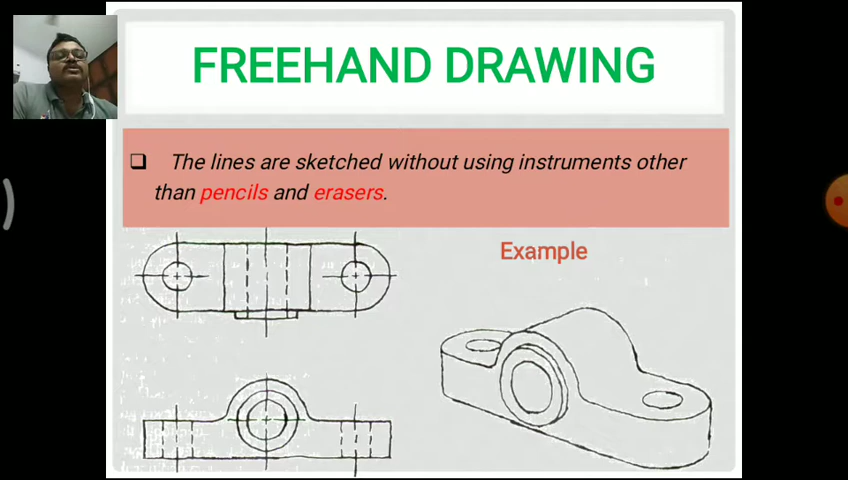 FREEHAND DRAWING
The lines are sketched without using instruments other
than pencils and erasers.
Example